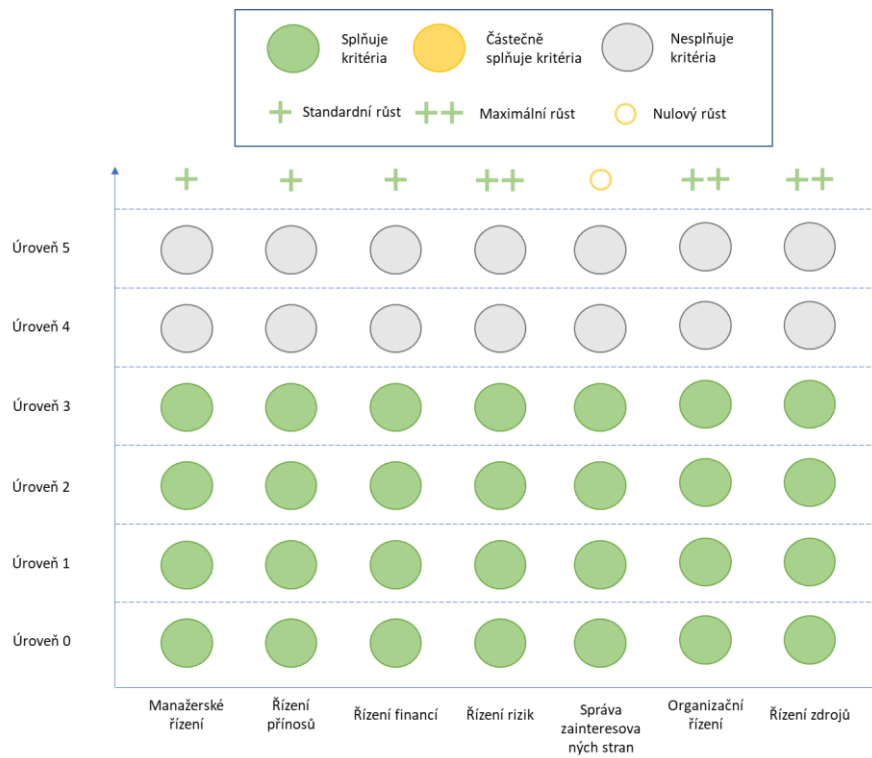 Splňuje
kritéria
Částečně
splňuje kritéria
Nesplňuje
kritéria
Standardní růst
Maximální růst
Nulový růst
Úroveň 5
Úroveň 4
Úroveň 3
Úroveň 2
Úroveň 1
Úroveň 0
Manažerské
řízení
Řízení
přínosů
Řízení financí
Řízení rizik
Správa
zainteresova
ných stran
Organizační
řízení
Řízení zdrojů